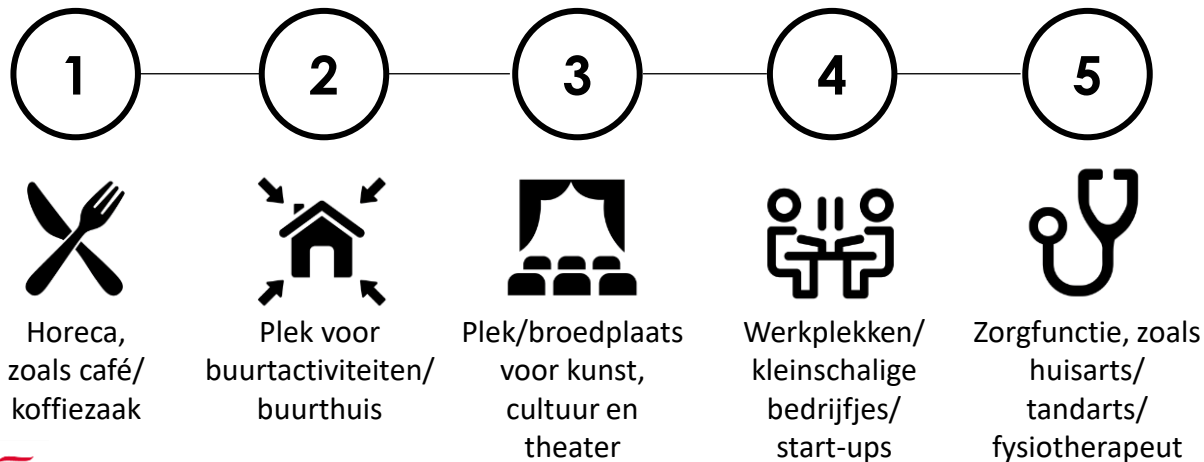 1
2
3
4
5
Horeca,
zoals café/
koffiezaak
Plek voor
buurtactiviteiten/
buurthuis
Plek/broedplaats
voor kunst,
cultuur en
theater
Werkplekken/
kleinschalige
bedrijfjes/
start-ups
Zorgfunctie, zoals
huisarts/
tandarts/
fysiotherapeut